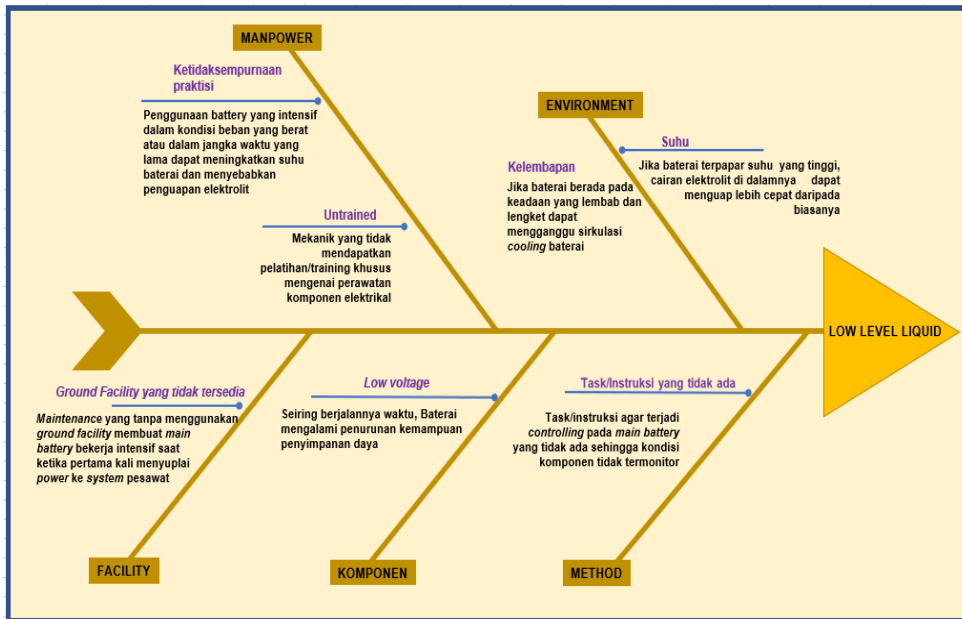 MANPOWER
Ketidaksempurnaan
praktisi
Penggunaan battery yang intensif
dalam kondisi beban yang berat
atau dalam jangka waktu yang
lama dapat meningkatkan suhu
baterai dan menyebabkan
penguapan elektrolit
Untrained
Mekanik yang tidak
mendapatkan
pelatihan/training khusus
mengenai perawatan
komponen elektrikal
ENVIRONMENT
Suhu
Jika baterai terpapar suhu yang tinggi,
cairan elektrolit di dalamnya dapat
menguap lebih cepat daripada
biasanya
Kelembapan
Jika baterai berada pada
keadaan yang lembab dan
lengket dapat
mengganggu sirkulasi
cooling baterai
LOW LEVEL LIQUID
Ground Facility yang tidak tersedia
Maintenance yang tanpa menggunakan
ground facility membuat main
battery bekerja intensif saat
ketika pertama kali menyuplai
power ke system pesawat
FACILITY
Low voltage
Seiring berjalannya waktu, Baterai
mengalami penurunan kemampuan
penyimpanan daya
KOMPONEN
Task/Instruksi yang tidak ada
Task/instruksi agar terjadi
controlling pada main battery
yang tidak ada sehingga kondisi
komponen tidak termonitor
METHOD